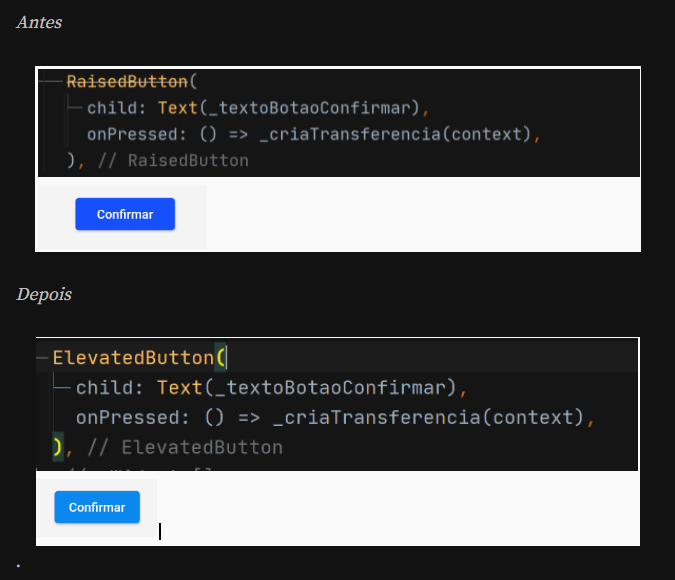 Antes
RaisedButton(
child: Text(_textoBotaoConfirmar),
onPressed: () => _criaTransferencia(context),
), // RaisedButton
Confirmar
Depois
ElevatedButton(
child: Text(_textoBotaoConfirmar),
onPressed: () => _criaTransferencia(context),
), // ElevatedButton
Confirmar
.